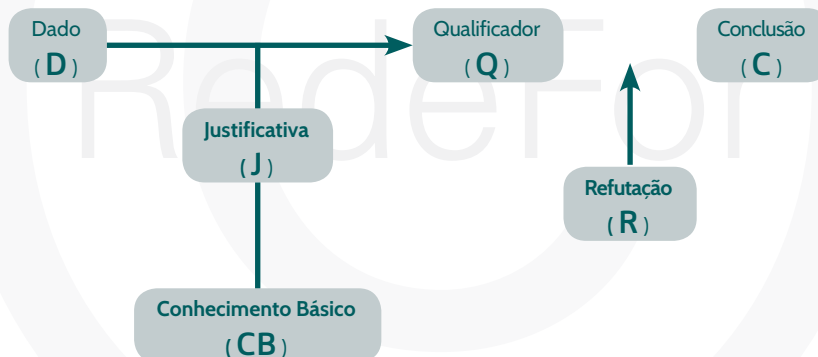 Dado
( D )
Qualificador
( Q )
Conclusão
( C )
RedeFor
Justificativa
( J )
Refutação
( R )
Conhecimento Básico
( CB )